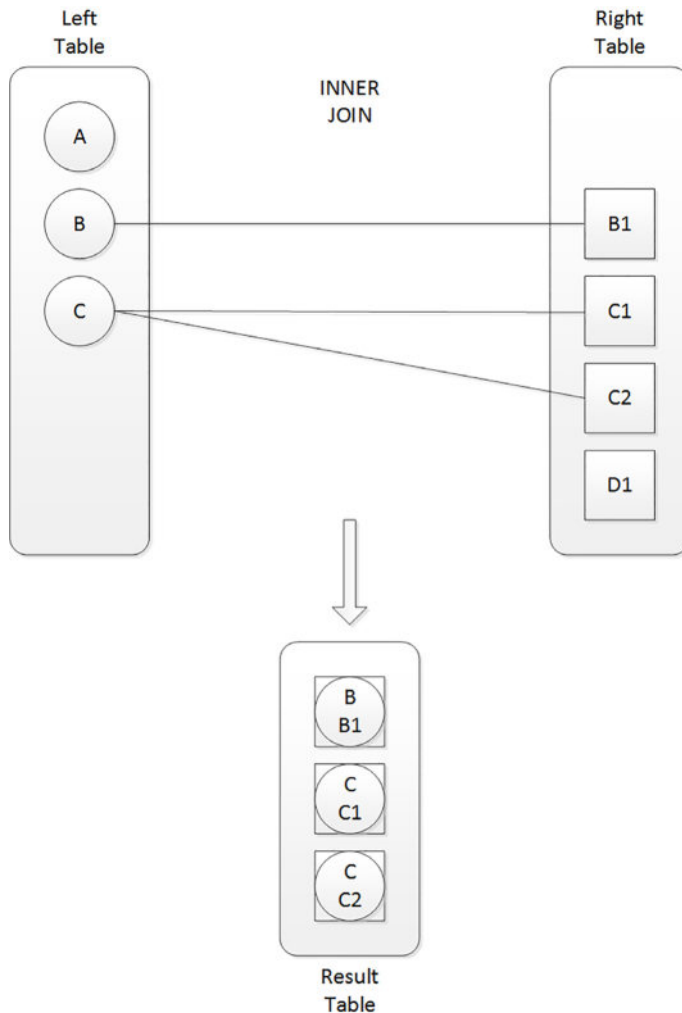 Left
Table
Right
Table
INNER
JOIN
A
B
B1
C
C1
C2
D1
B
B1
C
C1
C
C2
Result
Table